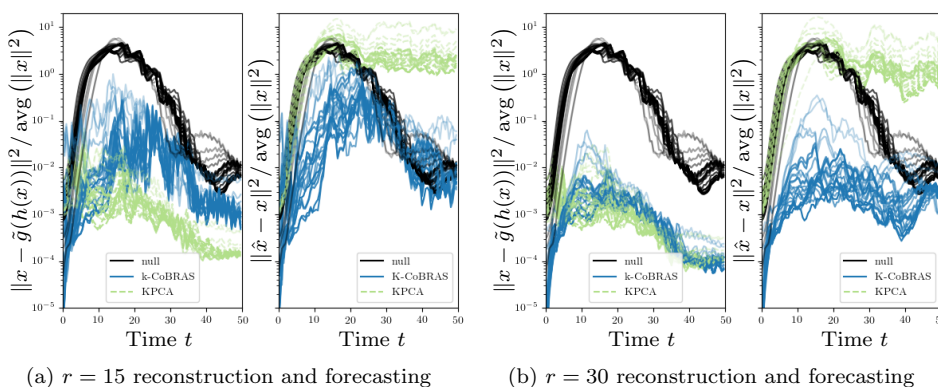 ‖x − g̃(h(x))‖² / avg (‖x‖²)
10¹
10⁰
10⁻¹
10⁻²
10⁻³
10⁻⁴
10⁻⁵
null
k-CoBRAS
KPCA
0 10 20 30 40 50
Time t
‖x̂ − x‖² / avg (‖x‖²)
null
K-CoBRAS
KPCA
0 10 20 30 40 50
Time t
(a) r = 15 reconstruction and forecasting
‖x − g̃(h(x))‖² / avg (‖x‖²)
10¹
10⁰
10⁻¹
10⁻²
10⁻³
10⁻⁴
10⁻⁵
null
k-CoBRAS
KPCA
0 10 20 30 40 50
Time t
‖x̂ − x‖² / avg (‖x‖²)
null
K-CoBRAS
KPCA
0 10 20 30 40 50
Time t
(b) r = 30 reconstruction and forecasting